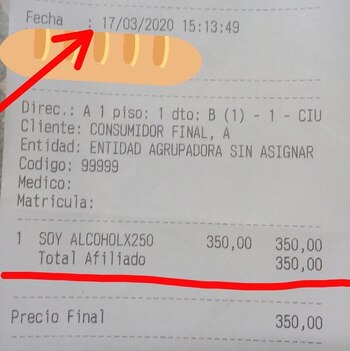 Fecha : 17/03/2020 15:13:49
Direc.: A 1 piso: 1 dto: B (1) - 1 - CIU
Cliente: CONSUMIDOR FINAL, A
Entidad: ENTIDAD AGRUPADORA SIN ASIGNAR
Codigo: 99999
Medico:
Matricula:
1 SOY ALCOHOLX250 350,00 350,00
Total Afiliado 350,00
Precio Final 350,00